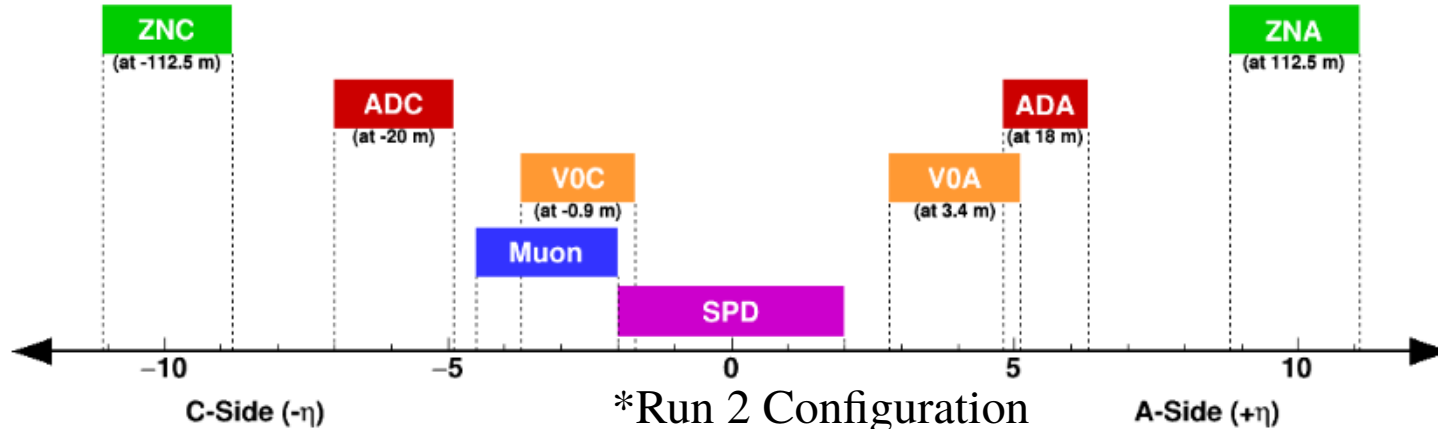 ZNC ZNA
(at -112.5 m) (at 112.5 m)
ADC ADA
(at -20 m) (at 18 m)
V0C V0A
(at -0.9 m) (at 3.4 m)
Muon
SPD
−10 −5 0 5 10
C-Side (-η) *Run 2 Configuration A-Side (+η)